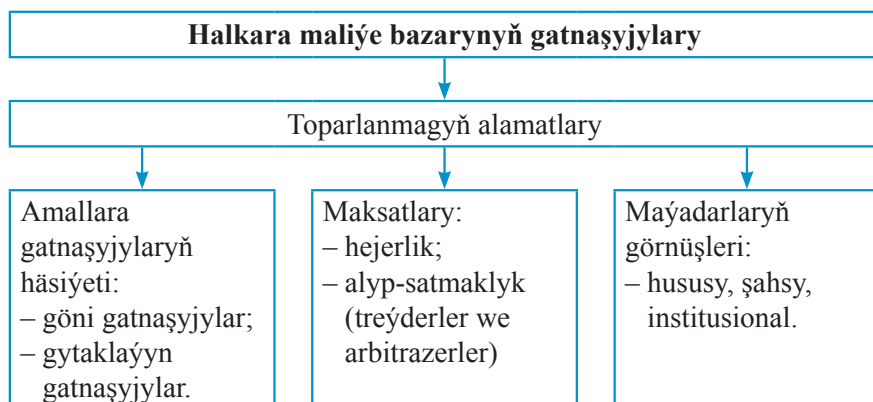 Halkara maliýe bazarynyň gatnaşyjylary
Toparlanmagyň alamatlary
Amallara
gatnaşyjylaryň
häsiýeti:
– göni gatnaşyjylar;
– gytaklaýyn
gatnaşyjylar.
Maksatlary:
– hejerlik;
– alyp-satmaklyk
(treýderler we
arbitrazerler)
Maýadarlaryň
görnüşleri:
– hususy, şahsy,
institusional.